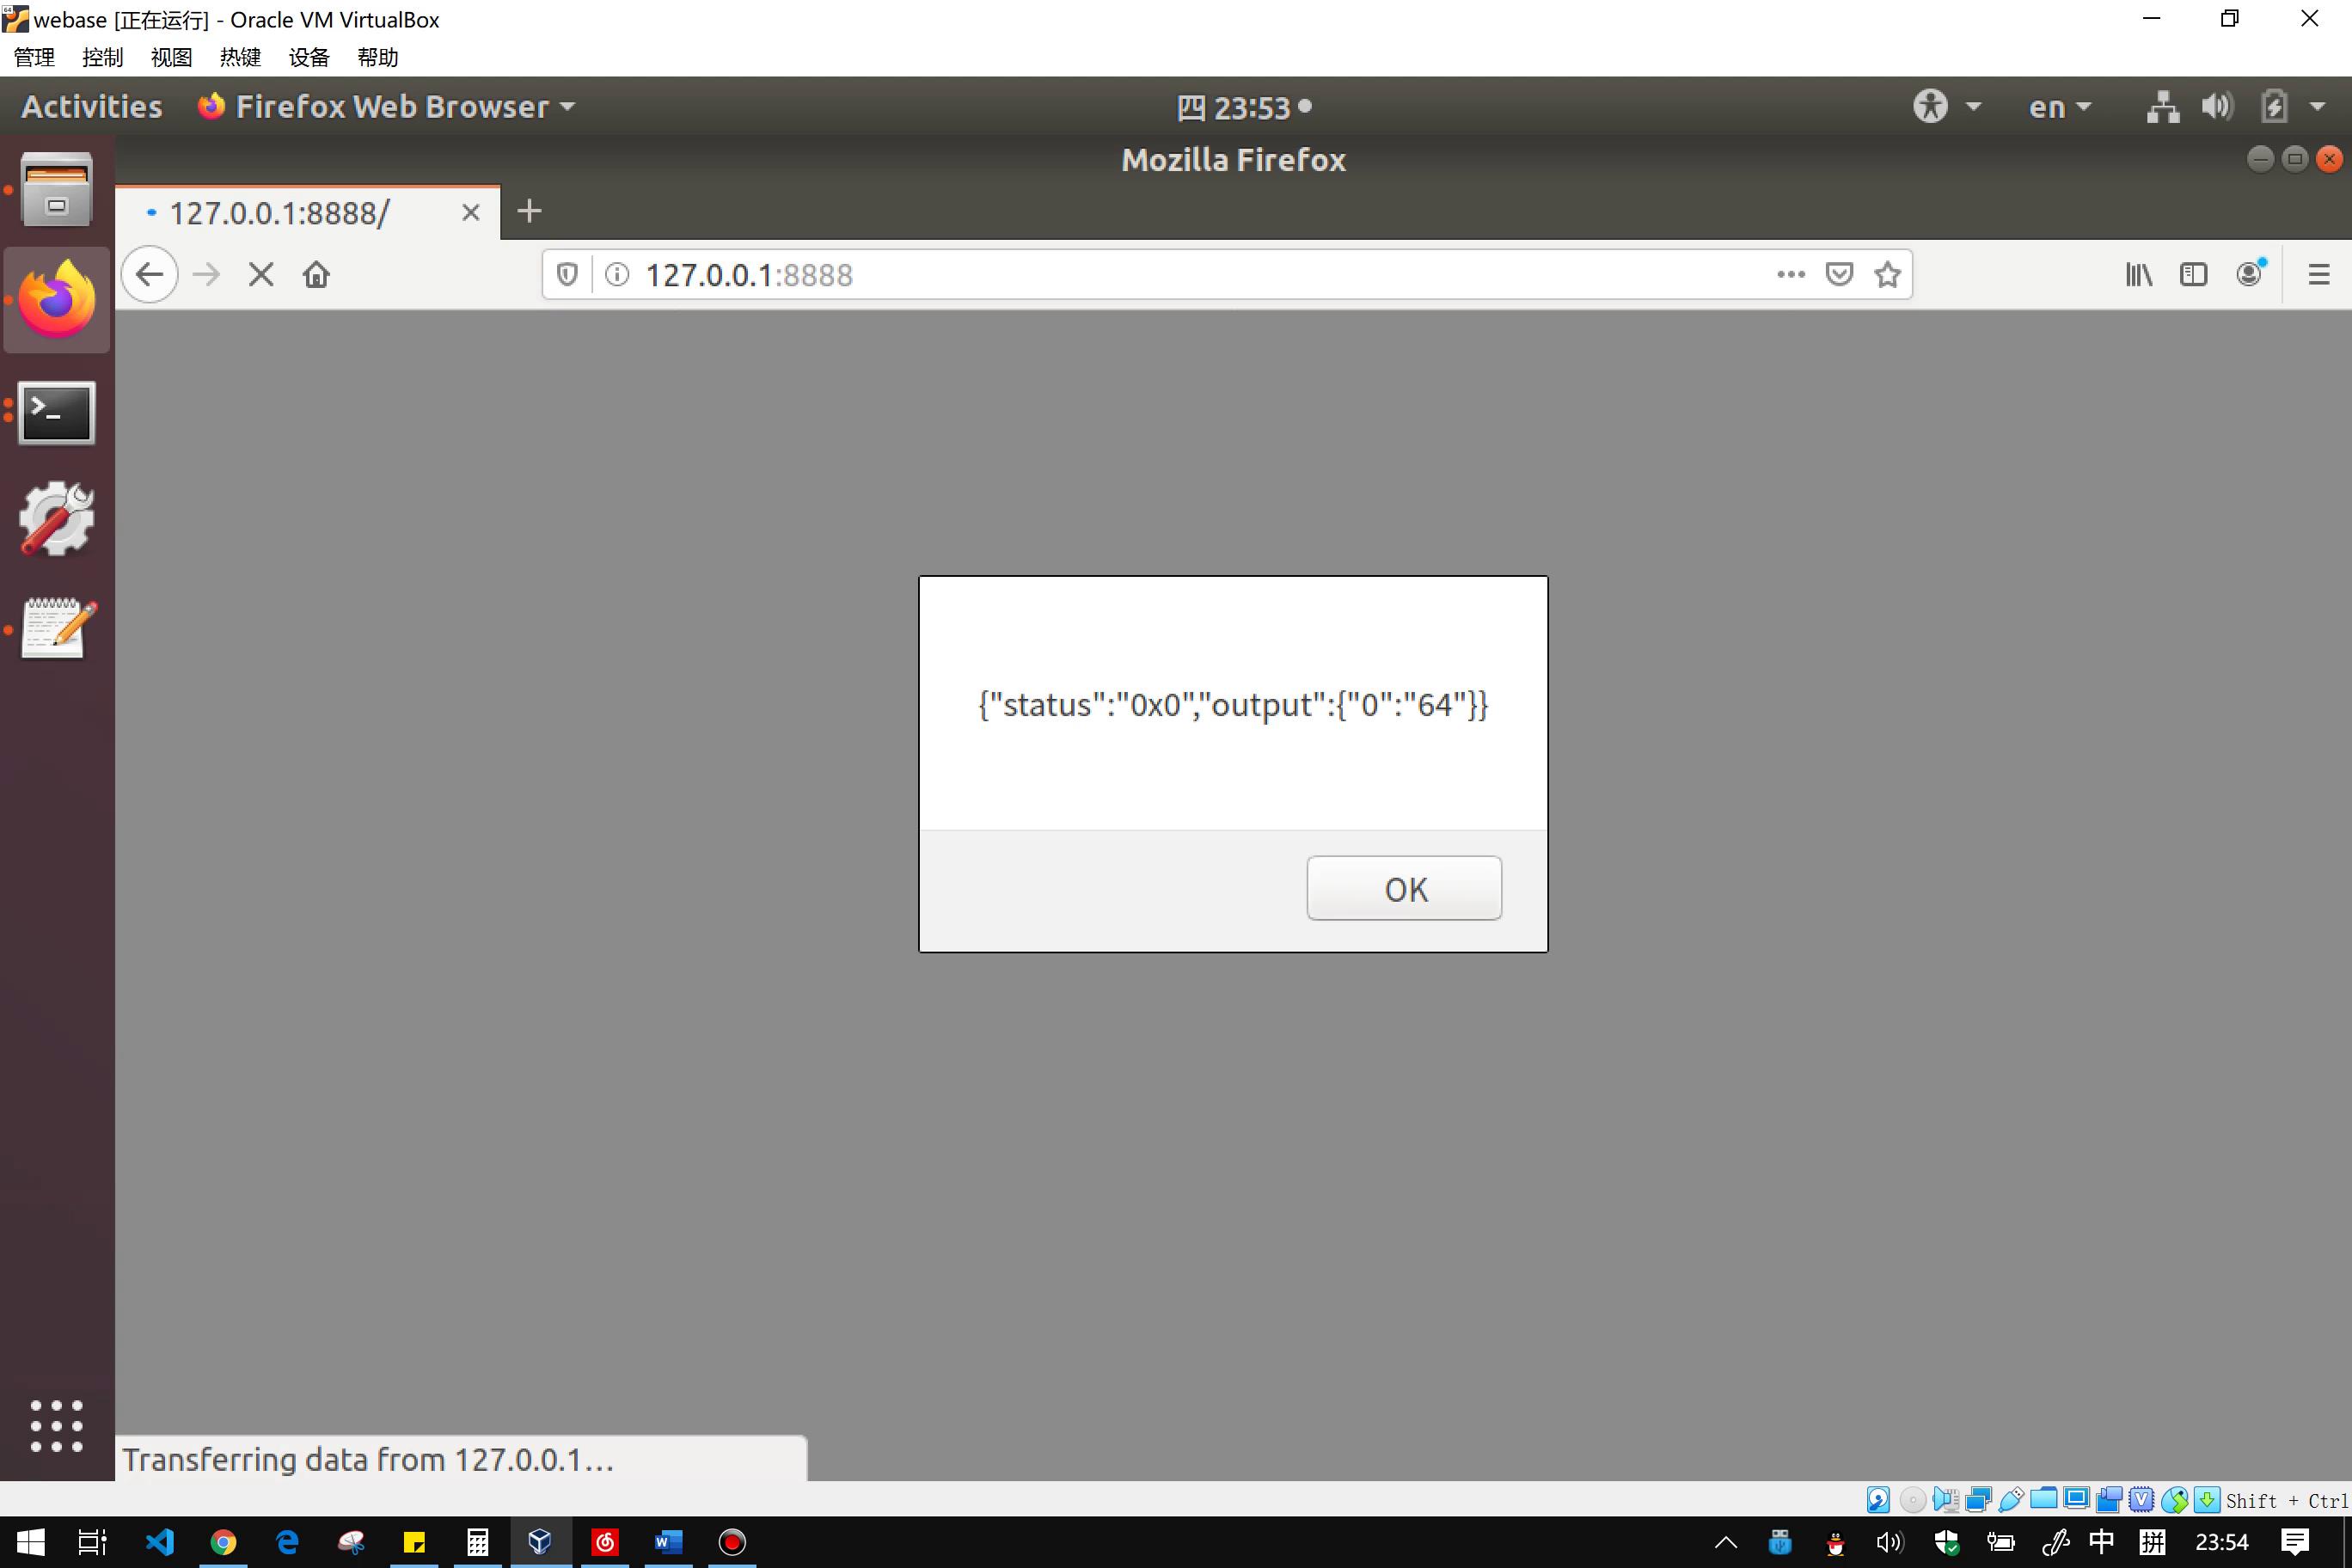 webase [正在运行] - Oracle VM VirtualBox
管理 控制 视图 热键 设备 帮助
Activities Firefox Web Browser 四 23:53 en
Mozilla Firefox
127.0.0.1:8888/
127.0.0.1:8888
{"status":"0x0","output":{"0":"64"}}
OK
Transferring data from 127.0.0.1...
Shift + Ctrl
中 拼 23:54